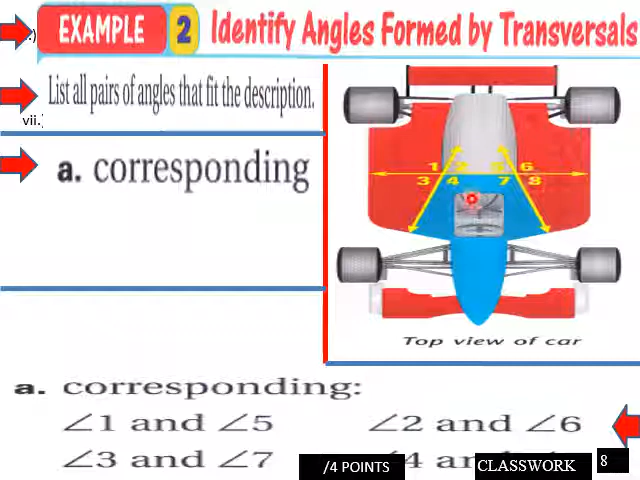 .) EXAMPLE 2 Identify Angles Formed by Transversals
List all pairs of angles that fit the description.
vii.)
a. corresponding
1 2 5 6
3 4 7 8
Top view of car
a. corresponding:
∠1 and ∠5 ∠2 and ∠6
∠3 and ∠7 ∠4 and
/4 POINTS CLASSWORK 8